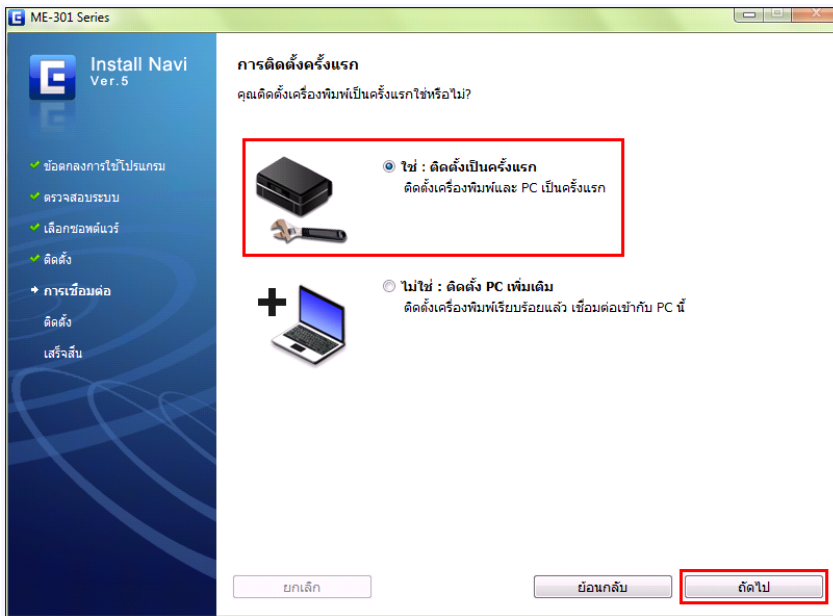 ME-301 Series
Install Navi
Ver.5
ข้อตกลงการใช้โปรแกรม
ตรวจสอบระบบ
เลือกซอฟต์แวร์
ติดตั้ง
การเชื่อมต่อ
ติดตั้ง
เสร็จสิ้น
การติดตั้งครั้งแรก
คุณติดตั้งเครื่องพิมพ์เป็นครั้งแรกใช่หรือไม่?
ใช่ : ติดตั้งเป็นครั้งแรก
ติดตั้งเครื่องพิมพ์และ PC เป็นครั้งแรก
ไม่ใช่ : ติดตั้ง PC เพิ่มเติม
ติดตั้งเครื่องพิมพ์เรียบร้อยแล้ว เชื่อมต่อเข้ากับ PC นี้
ยกเลิก
ย้อนกลับ
ถัดไป